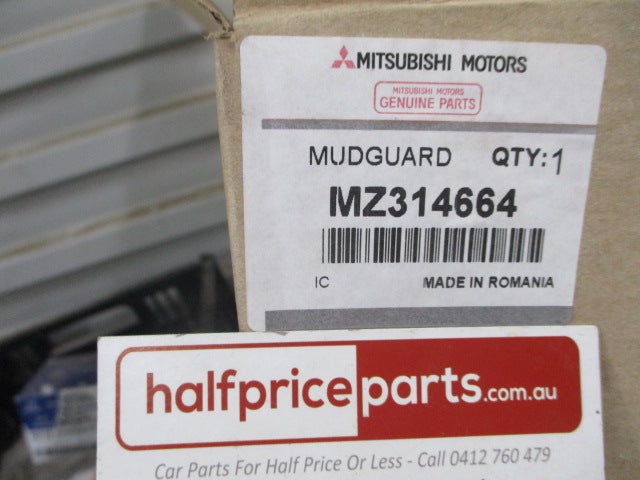 MITSUBISHI MOTORS
MITSUBISHI MOTORS
GENUINE PARTS
MUDGUARD QTY:1
MZ314664
IC MADE IN ROMANIA
halfpriceparts.com.au
Car Parts For Half Price Or Less - Call 0412 760 479